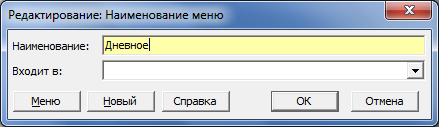 Редактирование: Наименование меню
Наименование: Дневное
Входит в:
Меню Новый Справка OK Отмена